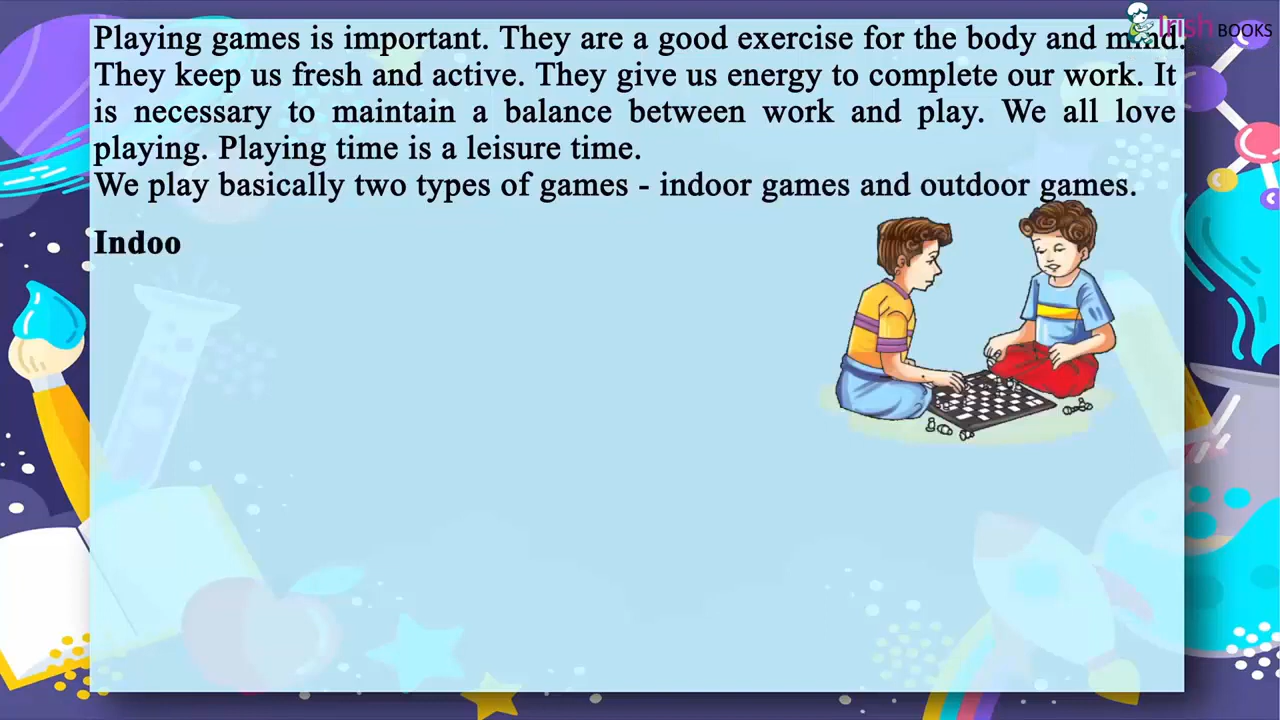 Playing games is important. They are a good exercise for the body and mind.
They keep us fresh and active. They give us energy to complete our work. It
is necessary to maintain a balance between work and play. We all love
playing. Playing time is a leisure time.
We play basically two types of games - indoor games and outdoor games.
Indoo
Irish BOOKS